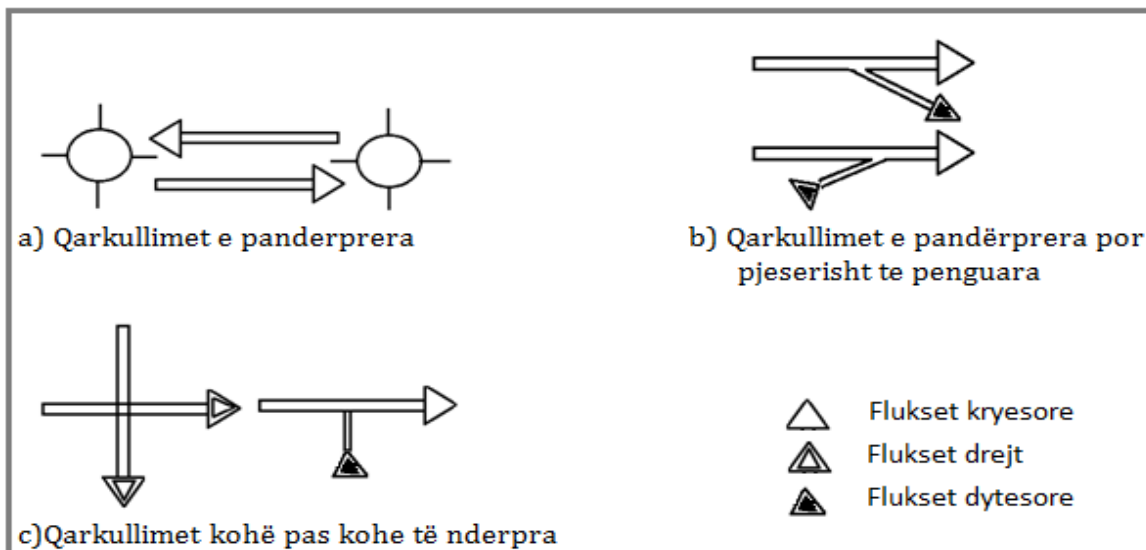 a) Qarkullimet e panderprera
b) Qarkullimet e pandërprera por
pjeserisht te penguara
c)Qarkullimet kohë pas kohe të nderpra
Flukset kryesore
Flukset drejt
Flukset dytesore